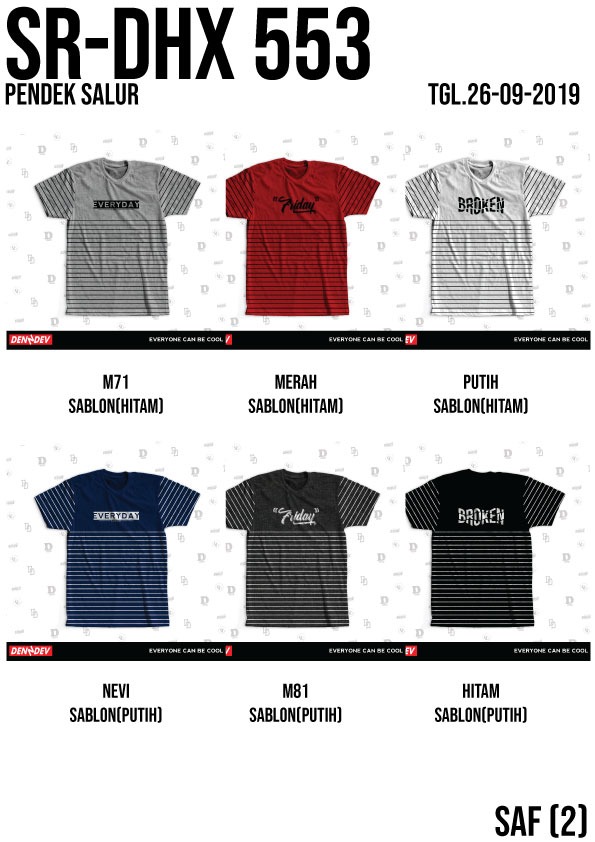 SR-DHX 553
PENDEK SALUR
TGL.26-09-2019
EVERYDAY
"Friday"
BROKEN
DENDEV
EVERYONE CAN BE COOL
EVERYONE CAN BE COOL
EV
EVERYONE CAN BE COOL
M71
SABLON(HITAM)
MERAH
SABLON(HITAM)
PUTIH
SABLON(HITAM)
EVERYDAY
"Friday"
BROKEN
DENDEV
EVERYONE CAN BE COOL
EVERYONE CAN BE COOL
EV
EVERYONE CAN BE COOL
NEVI
SABLON(PUTIH)
M81
SABLON(PUTIH)
HITAM
SABLON(PUTIH)
SAF (2)